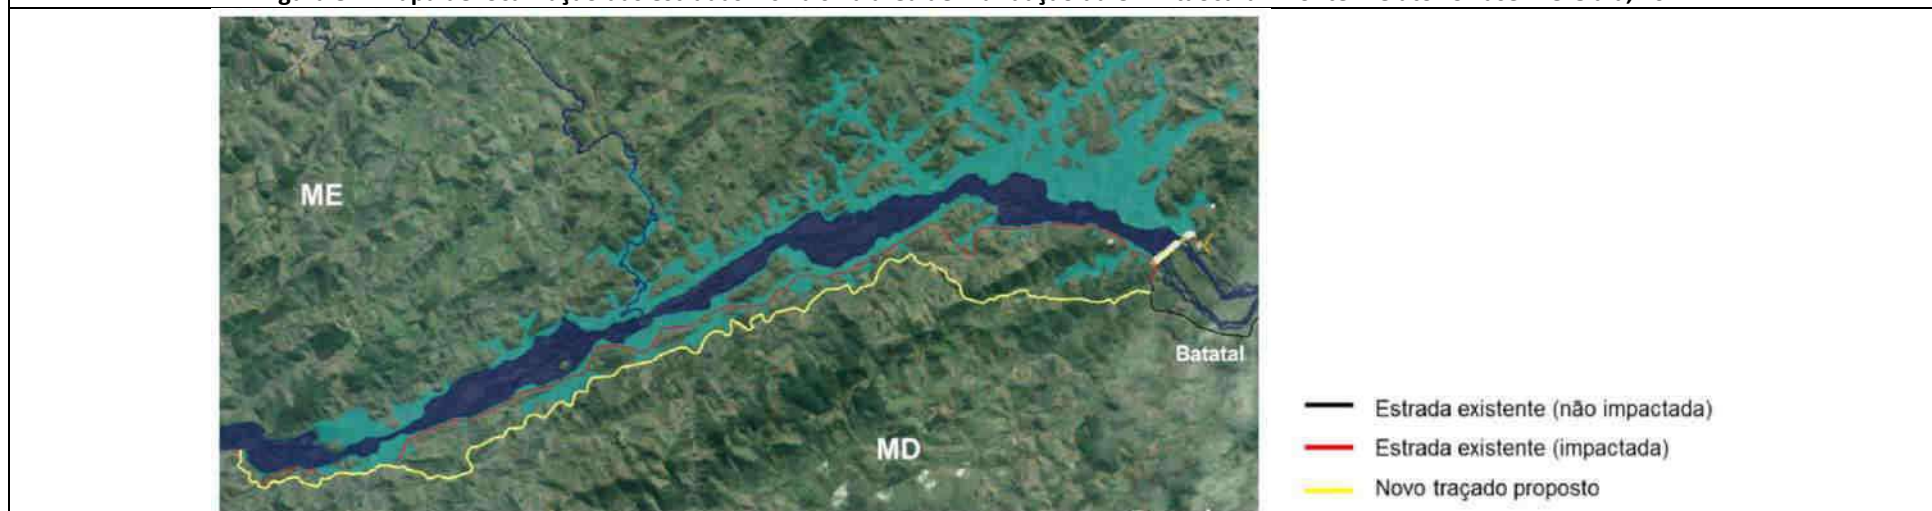 ME
Batatal
MD
Estrada existente (não impactada)
Estrada existente (impactada)
Novo traçado proposto